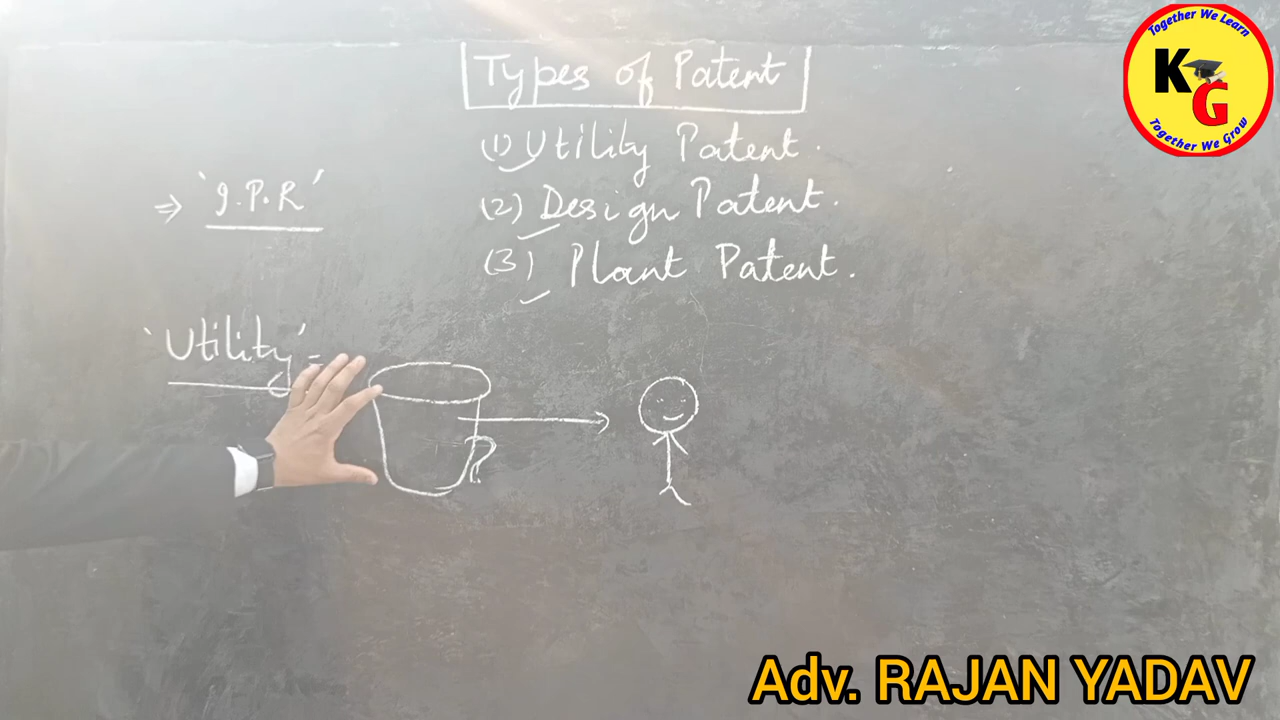 Types of Patent
(1) Utility Patent.
(2) Design Patent.
(3) Plant Patent.
⇒ 'I.P.R'
'Utility' =
Together We Learn
KG
Together We Grow
Adv. RAJAN YADAV